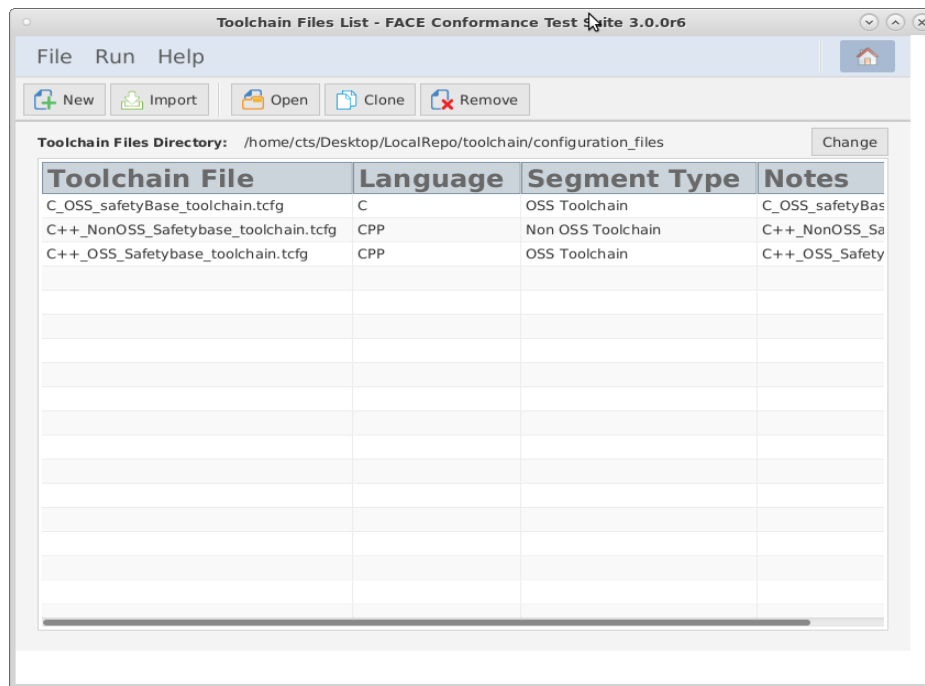 Toolchain Files List - FACE Conformance Test Suite 3.0.0r6
File Run Help
New Import Open Clone Remove
Toolchain Files Directory: /home/cts/Desktop/LocalRepo/toolchain/configuration_files Change
Toolchain File Language Segment Type Notes
C_OSS_safetyBase_toolchain.tcfg C OSS Toolchain C_OSS_safetyBas
C++_NonOSS_Safetybase_toolchain.tcfg CPP Non OSS Toolchain C++_NonOSS_Sa
C++_OSS_Safetybase_toolchain.tcfg CPP OSS Toolchain C++_OSS_Safety